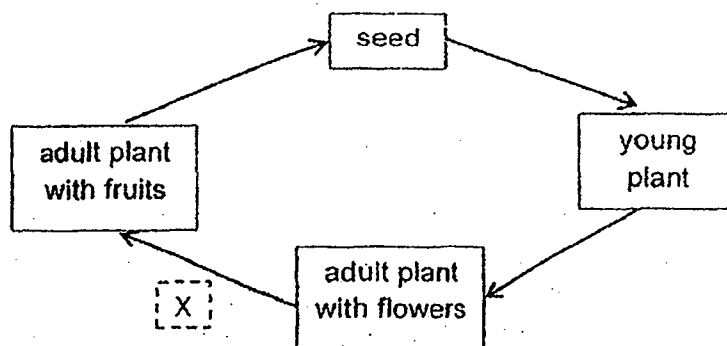 seed
adult plant
with fruits
young
plant
adult plant
with flowers
X